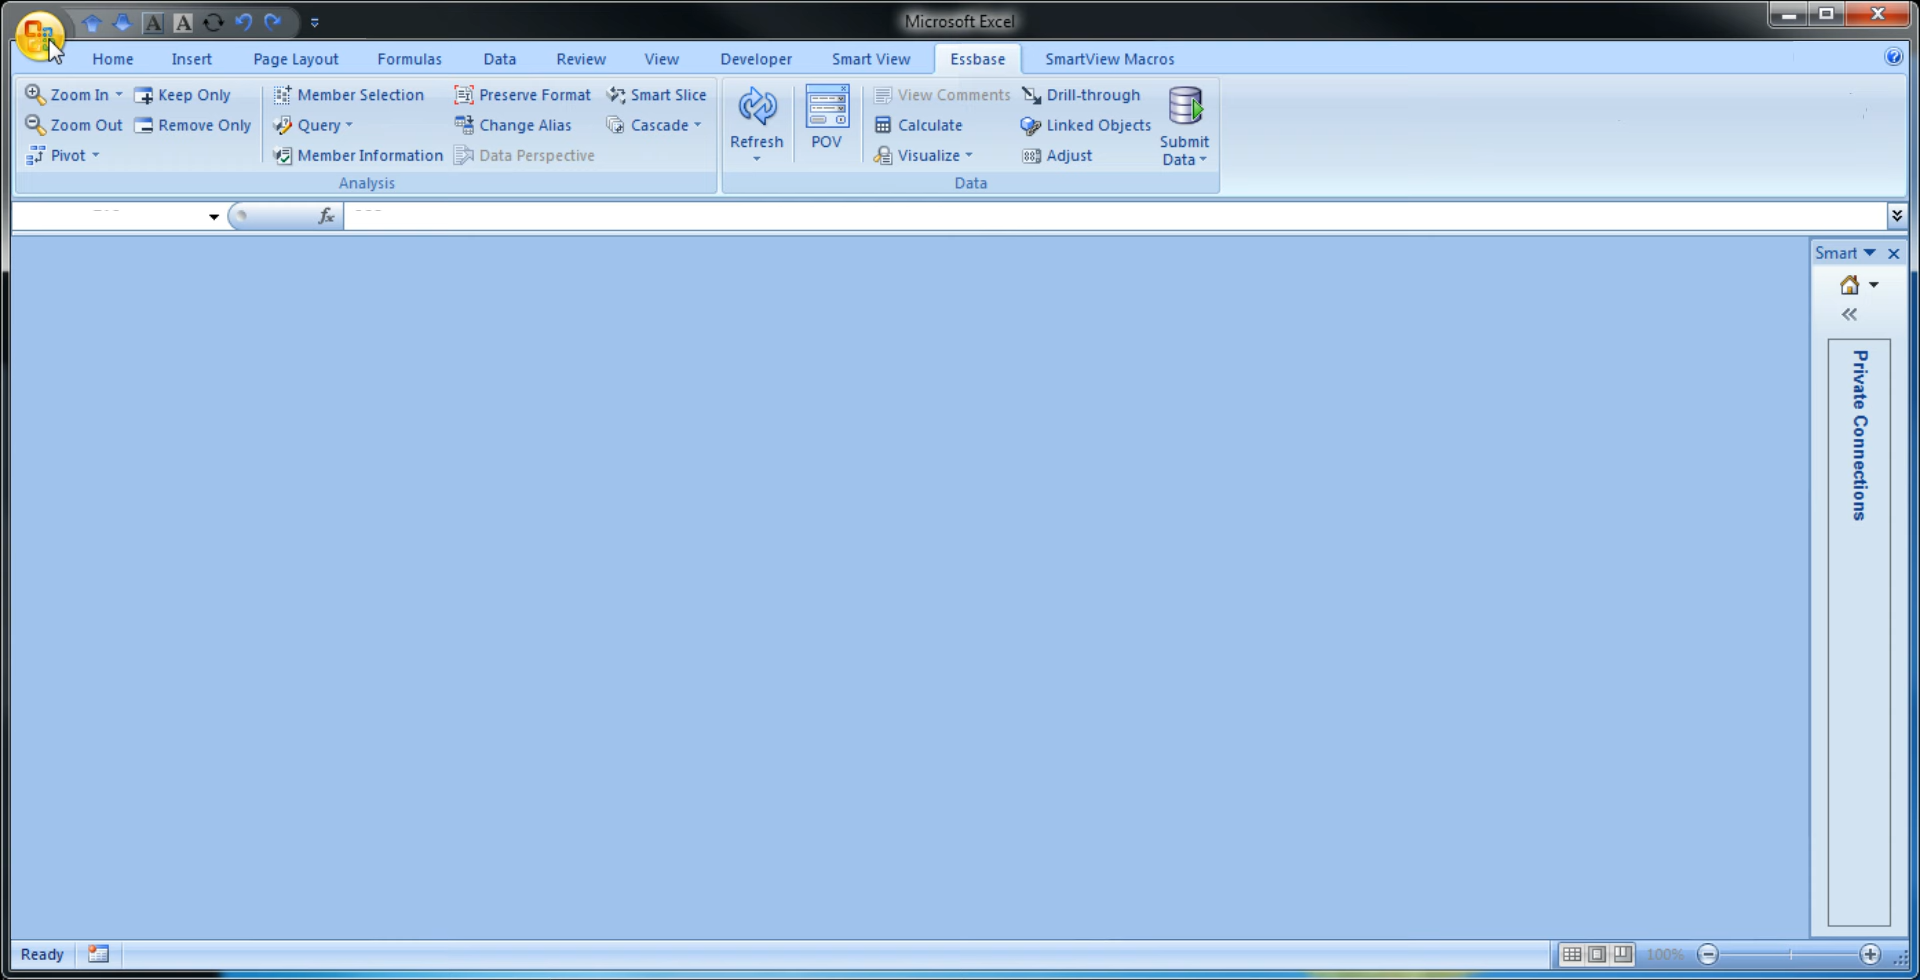 Microsoft Excel
Home Insert Page Layout Formulas Data Review View Developer Smart View Essbase SmartView Macros
Zoom In Keep Only Member Selection Preserve Format Smart Slice View Comments Drill-through
Zoom Out Remove Only Query Change Alias Cascade Refresh POV Calculate Linked Objects Submit Data
Pivot Member Information Data Perspective Visualize Adjust
Analysis Data
fx
Smart
Private Connections
Ready 100%